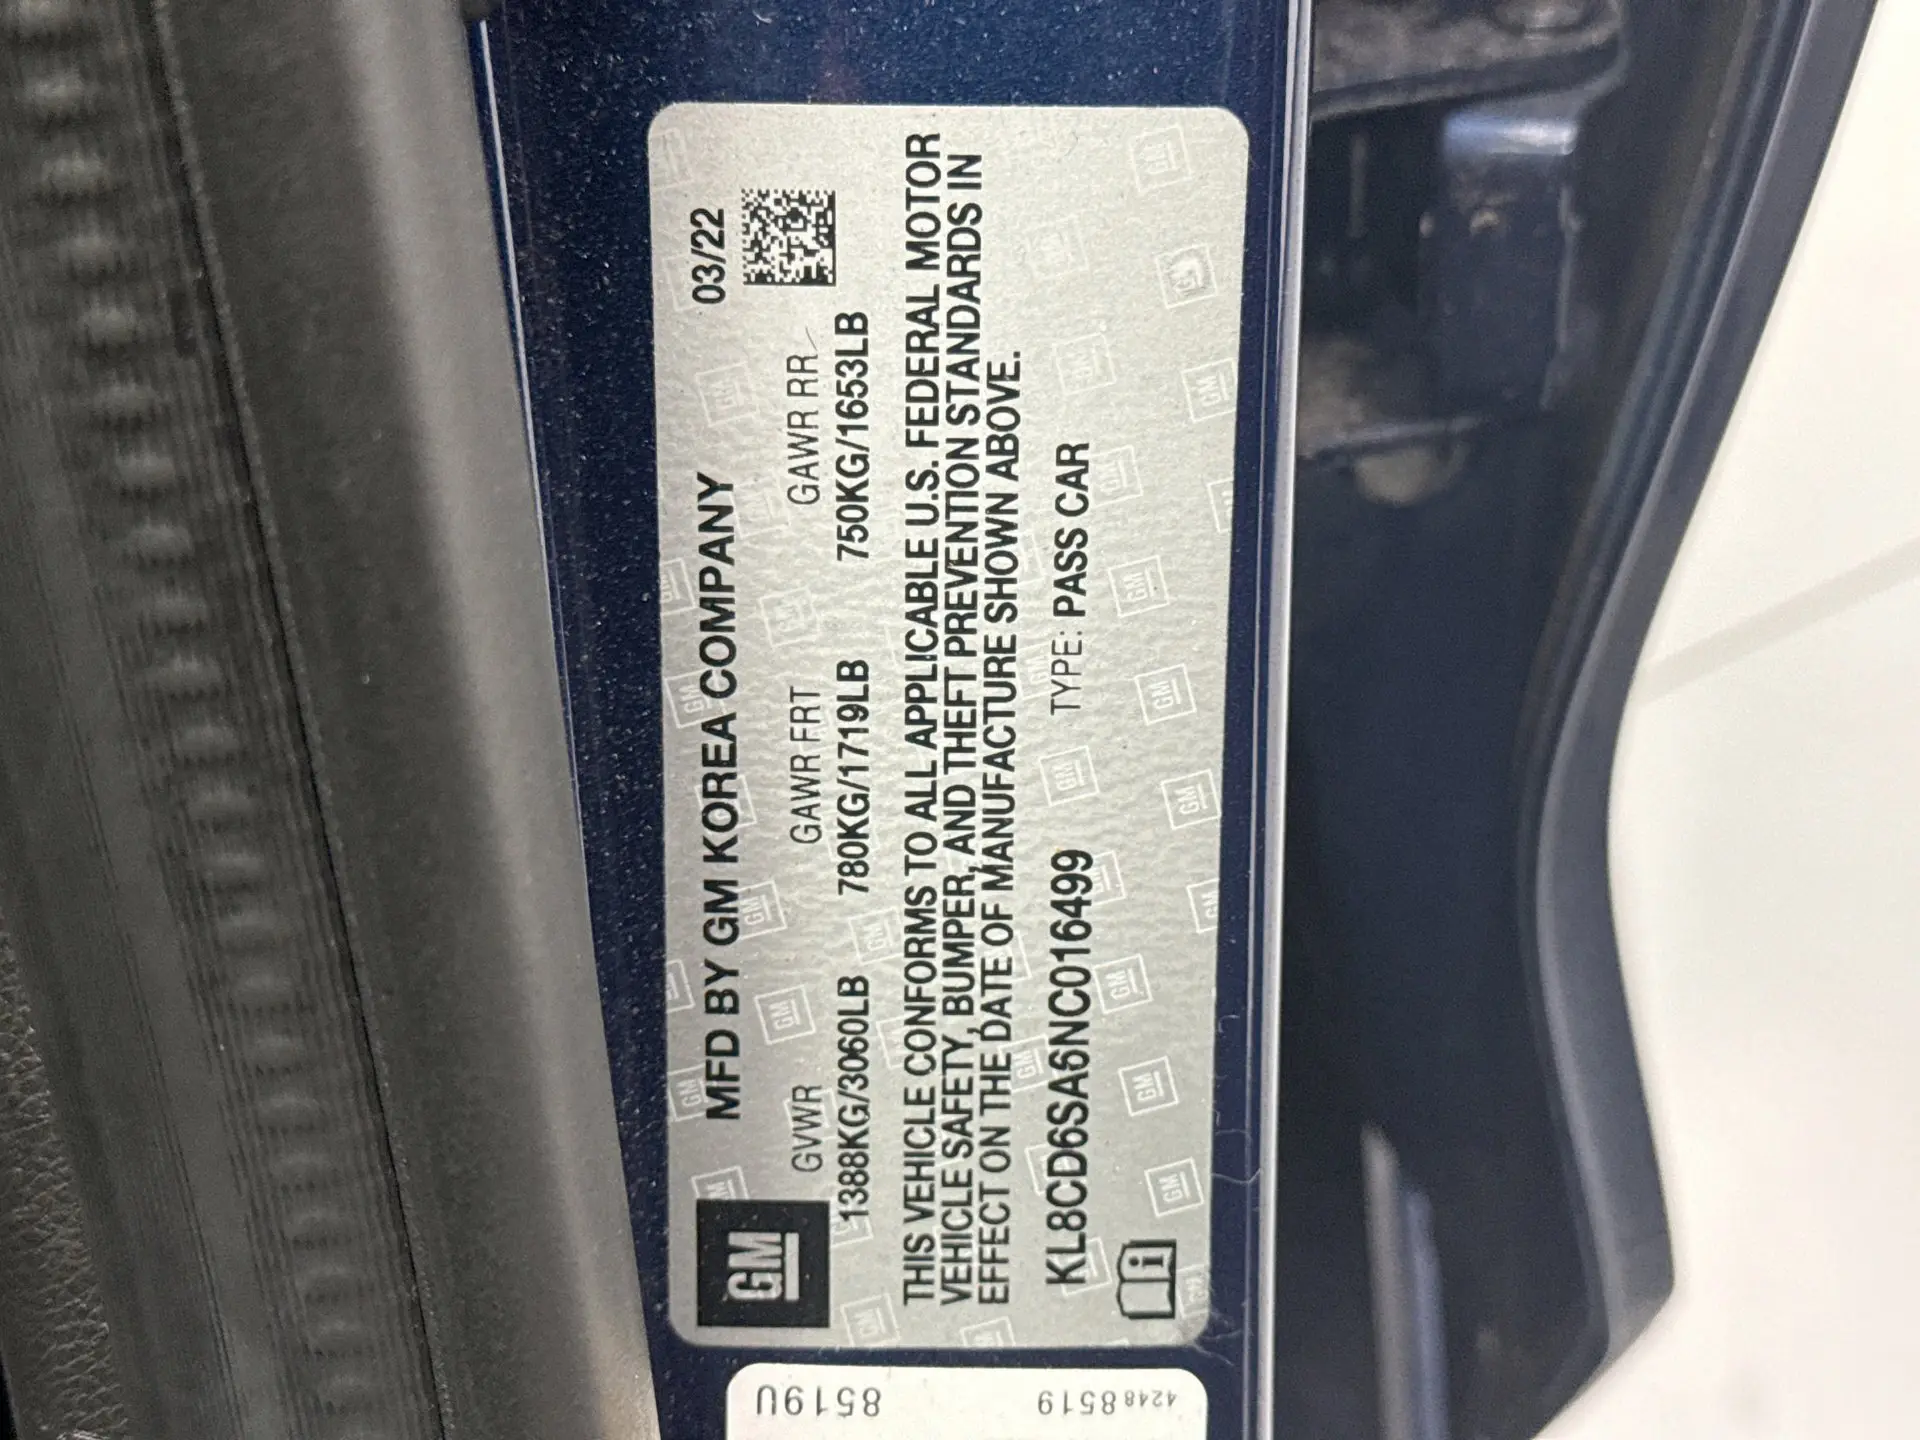 GM
MFD BY GM KOREA COMPANY 03/22
GVWR GAWR FRT GAWR RR
1388KG/3060LB 780KG/1719LB 750KG/1653LB
THIS VEHICLE CONFORMS TO ALL APPLICABLE U.S. FEDERAL MOTOR
VEHICLE SAFETY, BUMPER, AND THEFT PREVENTION STANDARDS IN
EFFECT ON THE DATE OF MANUFACTURE SHOWN ABOVE.
KL8CD6SA6NC016499 TYPE: PASS CAR
8519U
42488519